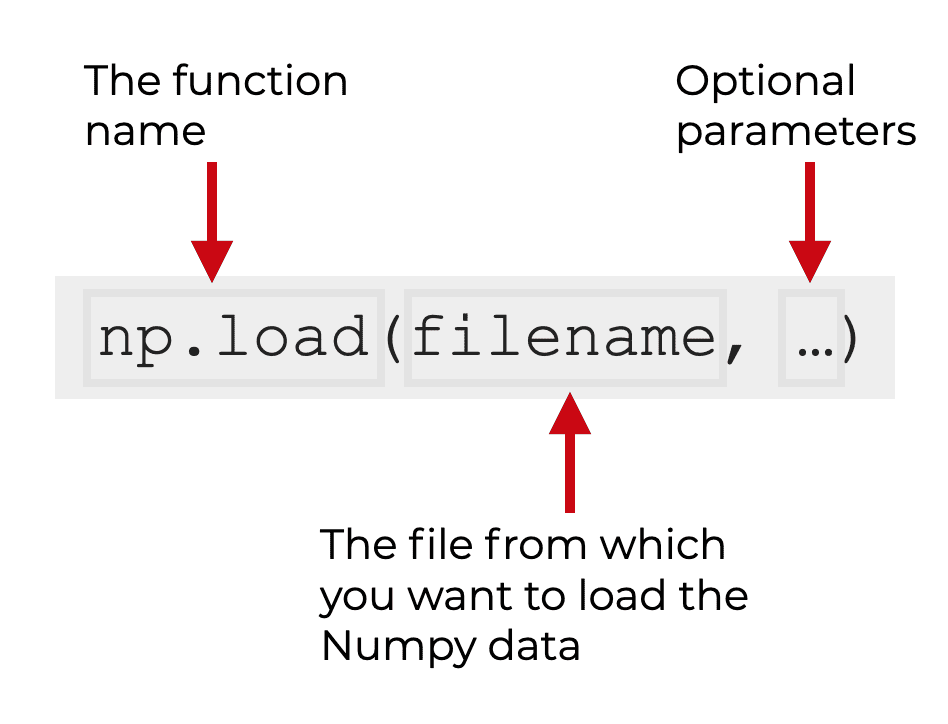 The function
name
Optional
parameters
np.load(filename, …)
The file from which
you want to load the
Numpy data